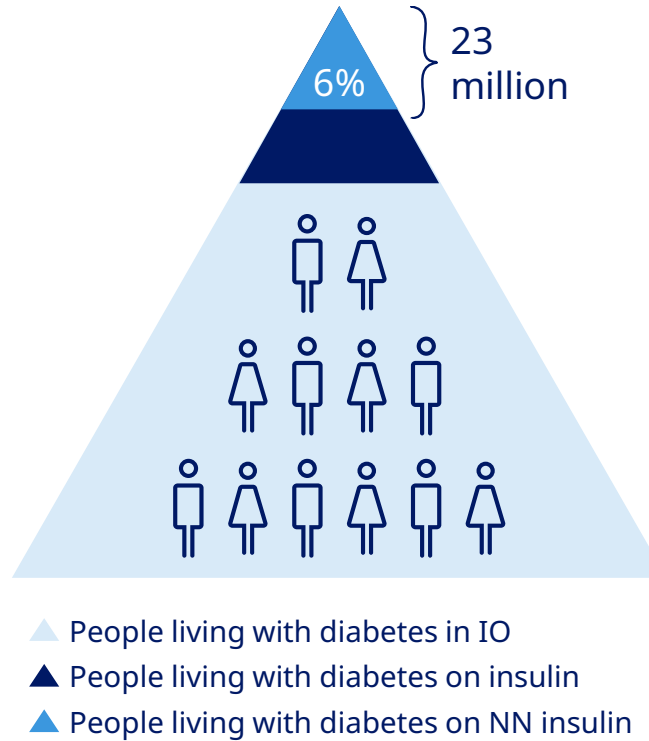 23
million
6%
People living with diabetes in IO
People living with diabetes on insulin
People living with diabetes on NN insulin